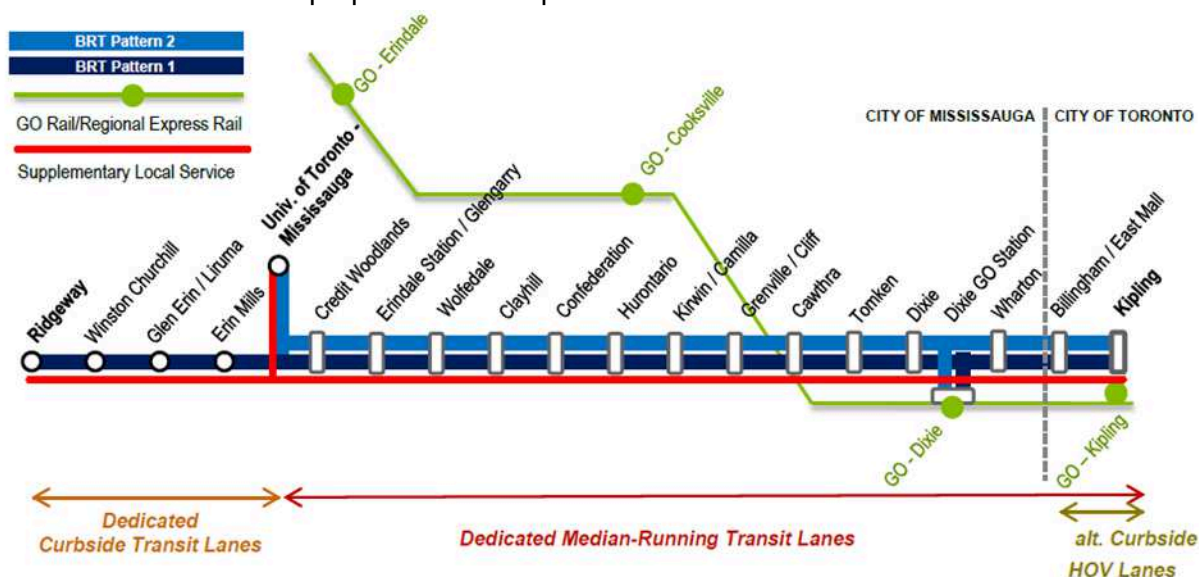 BRT Pattern 2
BRT Pattern 1
GO Rail/Regional Express Rail
Supplementary Local Service
GO - Erindale
GO - Cooksville
CITY OF MISSISSAUGA
CITY OF TORONTO
Ridgeway
Winston Churchill
Glen Erin / Liruma
Erin Mills
Univ. of Toronto -
Mississauga
Credit Woodlands
Erindale Station / Glengarry
Wolfedale
Clayhill
Confederation
Hurontario
Kirwin / Camilla
Grenville / Cliff
Cawthra
Tomken
Dixie
Dixie GO Station
Wharton
Billingham / East Mall
Kipling
GO - Dixie
GO – Kipling
Dedicated
Curbside Transit Lanes
Dedicated Median-Running Transit Lanes
alt. Curbside
HOV Lanes